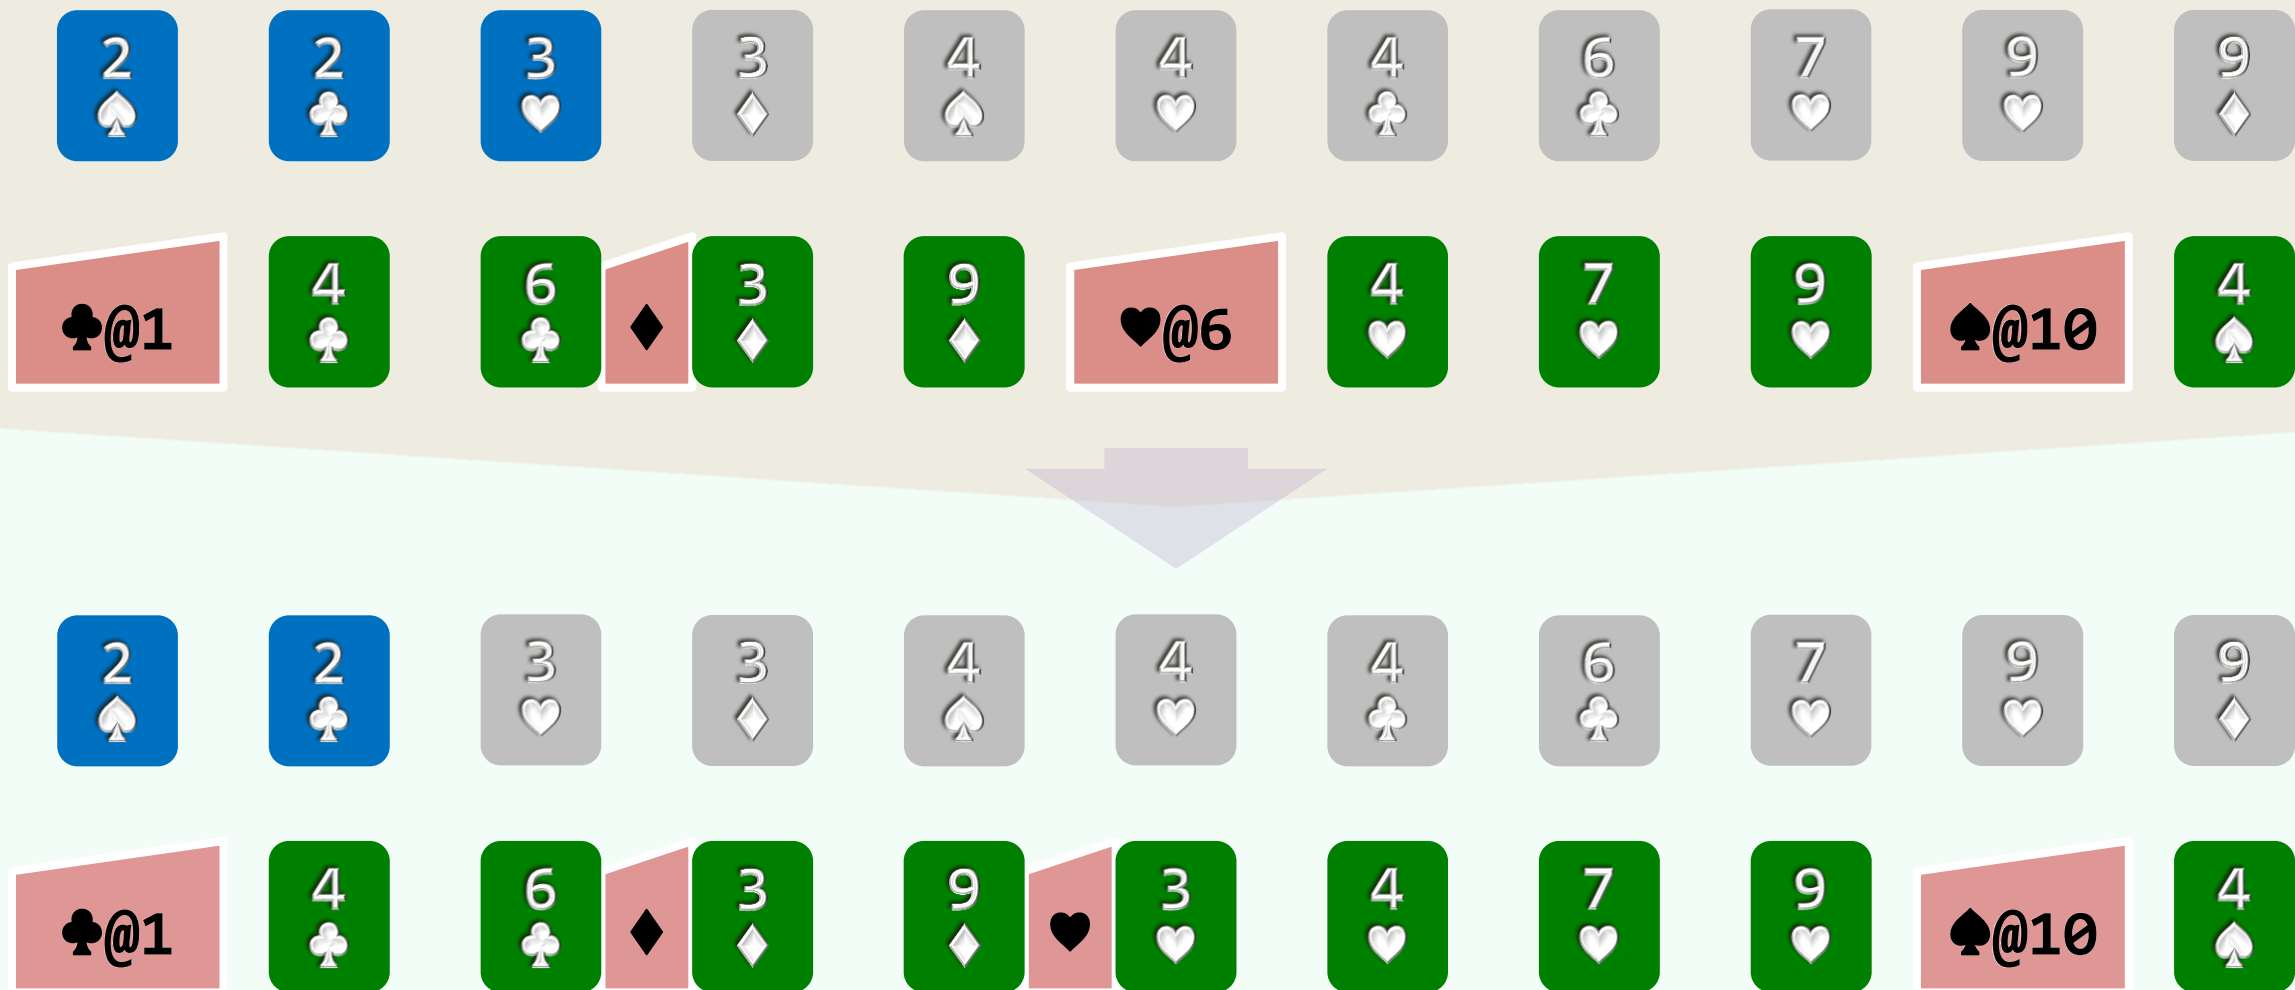 2 2 3 3 4 4 4 6 7 9 9
♠ ♣ ♥ ♦ ♠ ♥ ♣ ♣ ♥ ♥ ♦
4 6 3 9 4 7 9 4
♣@1 ♣ ♣ ♦ ♦ ♦ ♥@6 ♥ ♥ ♥ ♠@10 ♠
2 2 3 3 4 4 4 6 7 9 9
♠ ♣ ♥ ♦ ♠ ♥ ♣ ♣ ♥ ♥ ♦
4 6 3 9 3 4 7 9 4
♣@1 ♣ ♣ ♦ ♦ ♦ ♥ ♥ ♥ ♥ ♥ ♠@10 ♠